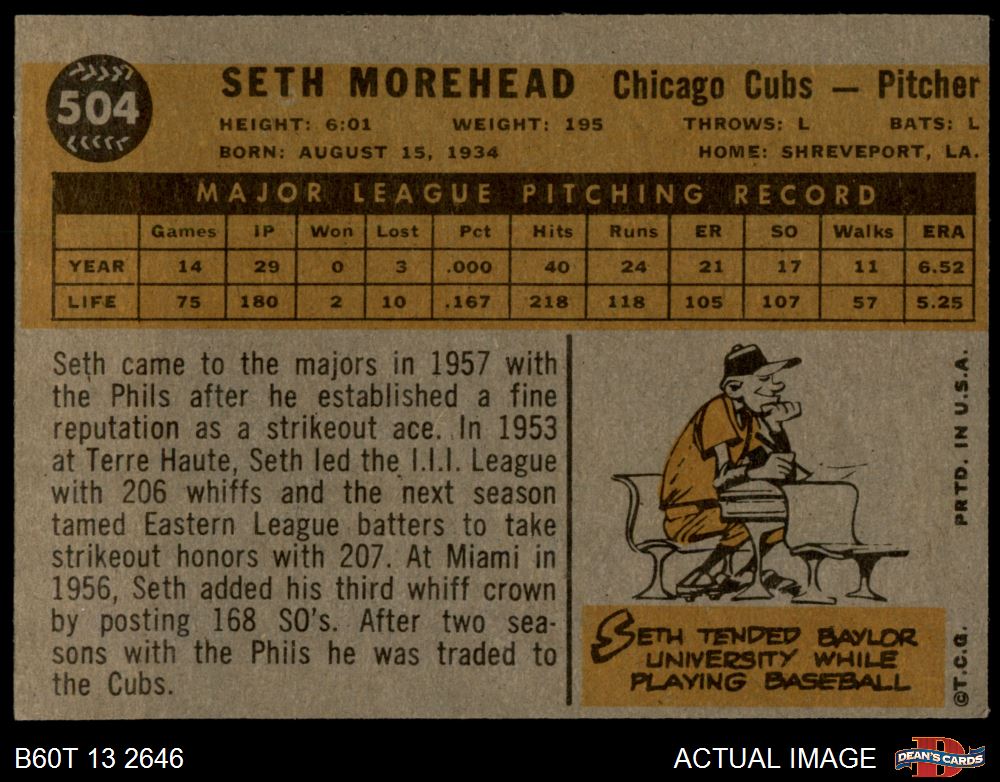 504
SETH MOREHEAD Chicago Cubs — Pitcher
HEIGHT: 6:01 WEIGHT: 195 THROWS: L BATS: L
BORN: AUGUST 15, 1934 HOME: SHREVEPORT, LA.
MAJOR LEAGUE PITCHING RECORD
Games IP Won Lost Pct Hits Runs ER SO Walks ERA
YEAR 14 29 0 3 .000 40 24 21 17 11 6.52
LIFE 75 180 2 10 .167 218 118 105 107 57 5.25
Seth came to the majors in 1957 with
the Phils after he established a fine
reputation as a strikeout ace. In 1953
at Terre Haute, Seth led the I.I.I. League
with 206 whiffs and the next season
tamed Eastern League batters to take
strikeout honors with 207. At Miami in
1956, Seth added his third whiff crown
by posting 168 SO's. After two sea-
sons with the Phils he was traded to
the Cubs.
SETH TENDED BAYLOR
UNIVERSITY WHILE
PLAYING BASEBALL
PRTD. IN U.S.A.
©T.C.G.
B60T 13 2646 ACTUAL IMAGE
D
DEAN'S CARDS